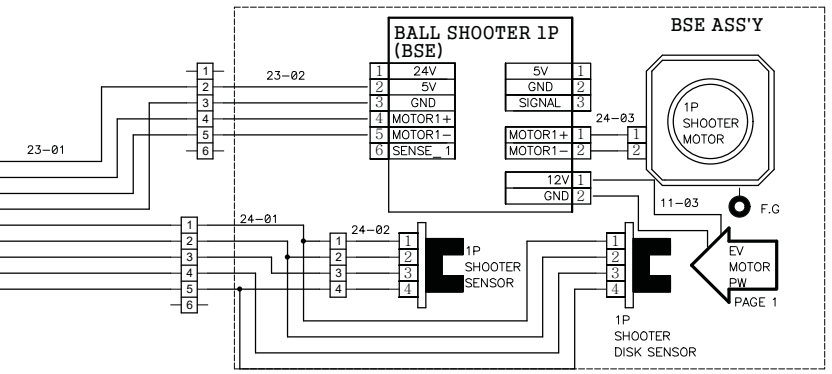 BSE ASS'Y
BALL SHOOTER 1P
(BSE)
1
2
3
4
5
6
23-02
23-01
1 24V
2 5V
3 GND
4 MOTOR1+
5 MOTOR1-
6 SENSE_1
5V 1
GND 2
SIGNAL 3
MOTOR1+ 1
MOTOR1- 2
12V 1
GND 2
24-03
1
2
1P
SHOOTER
MOTOR
11-03
F.G
EV
MOTOR
PW
PAGE 1
1
2
3
4
5
6
24-01
24-02
1
2
3
4
1
2
3
4
1P
SHOOTER
SENSOR
1
2
3
4
1P
SHOOTER
DISK SENSOR